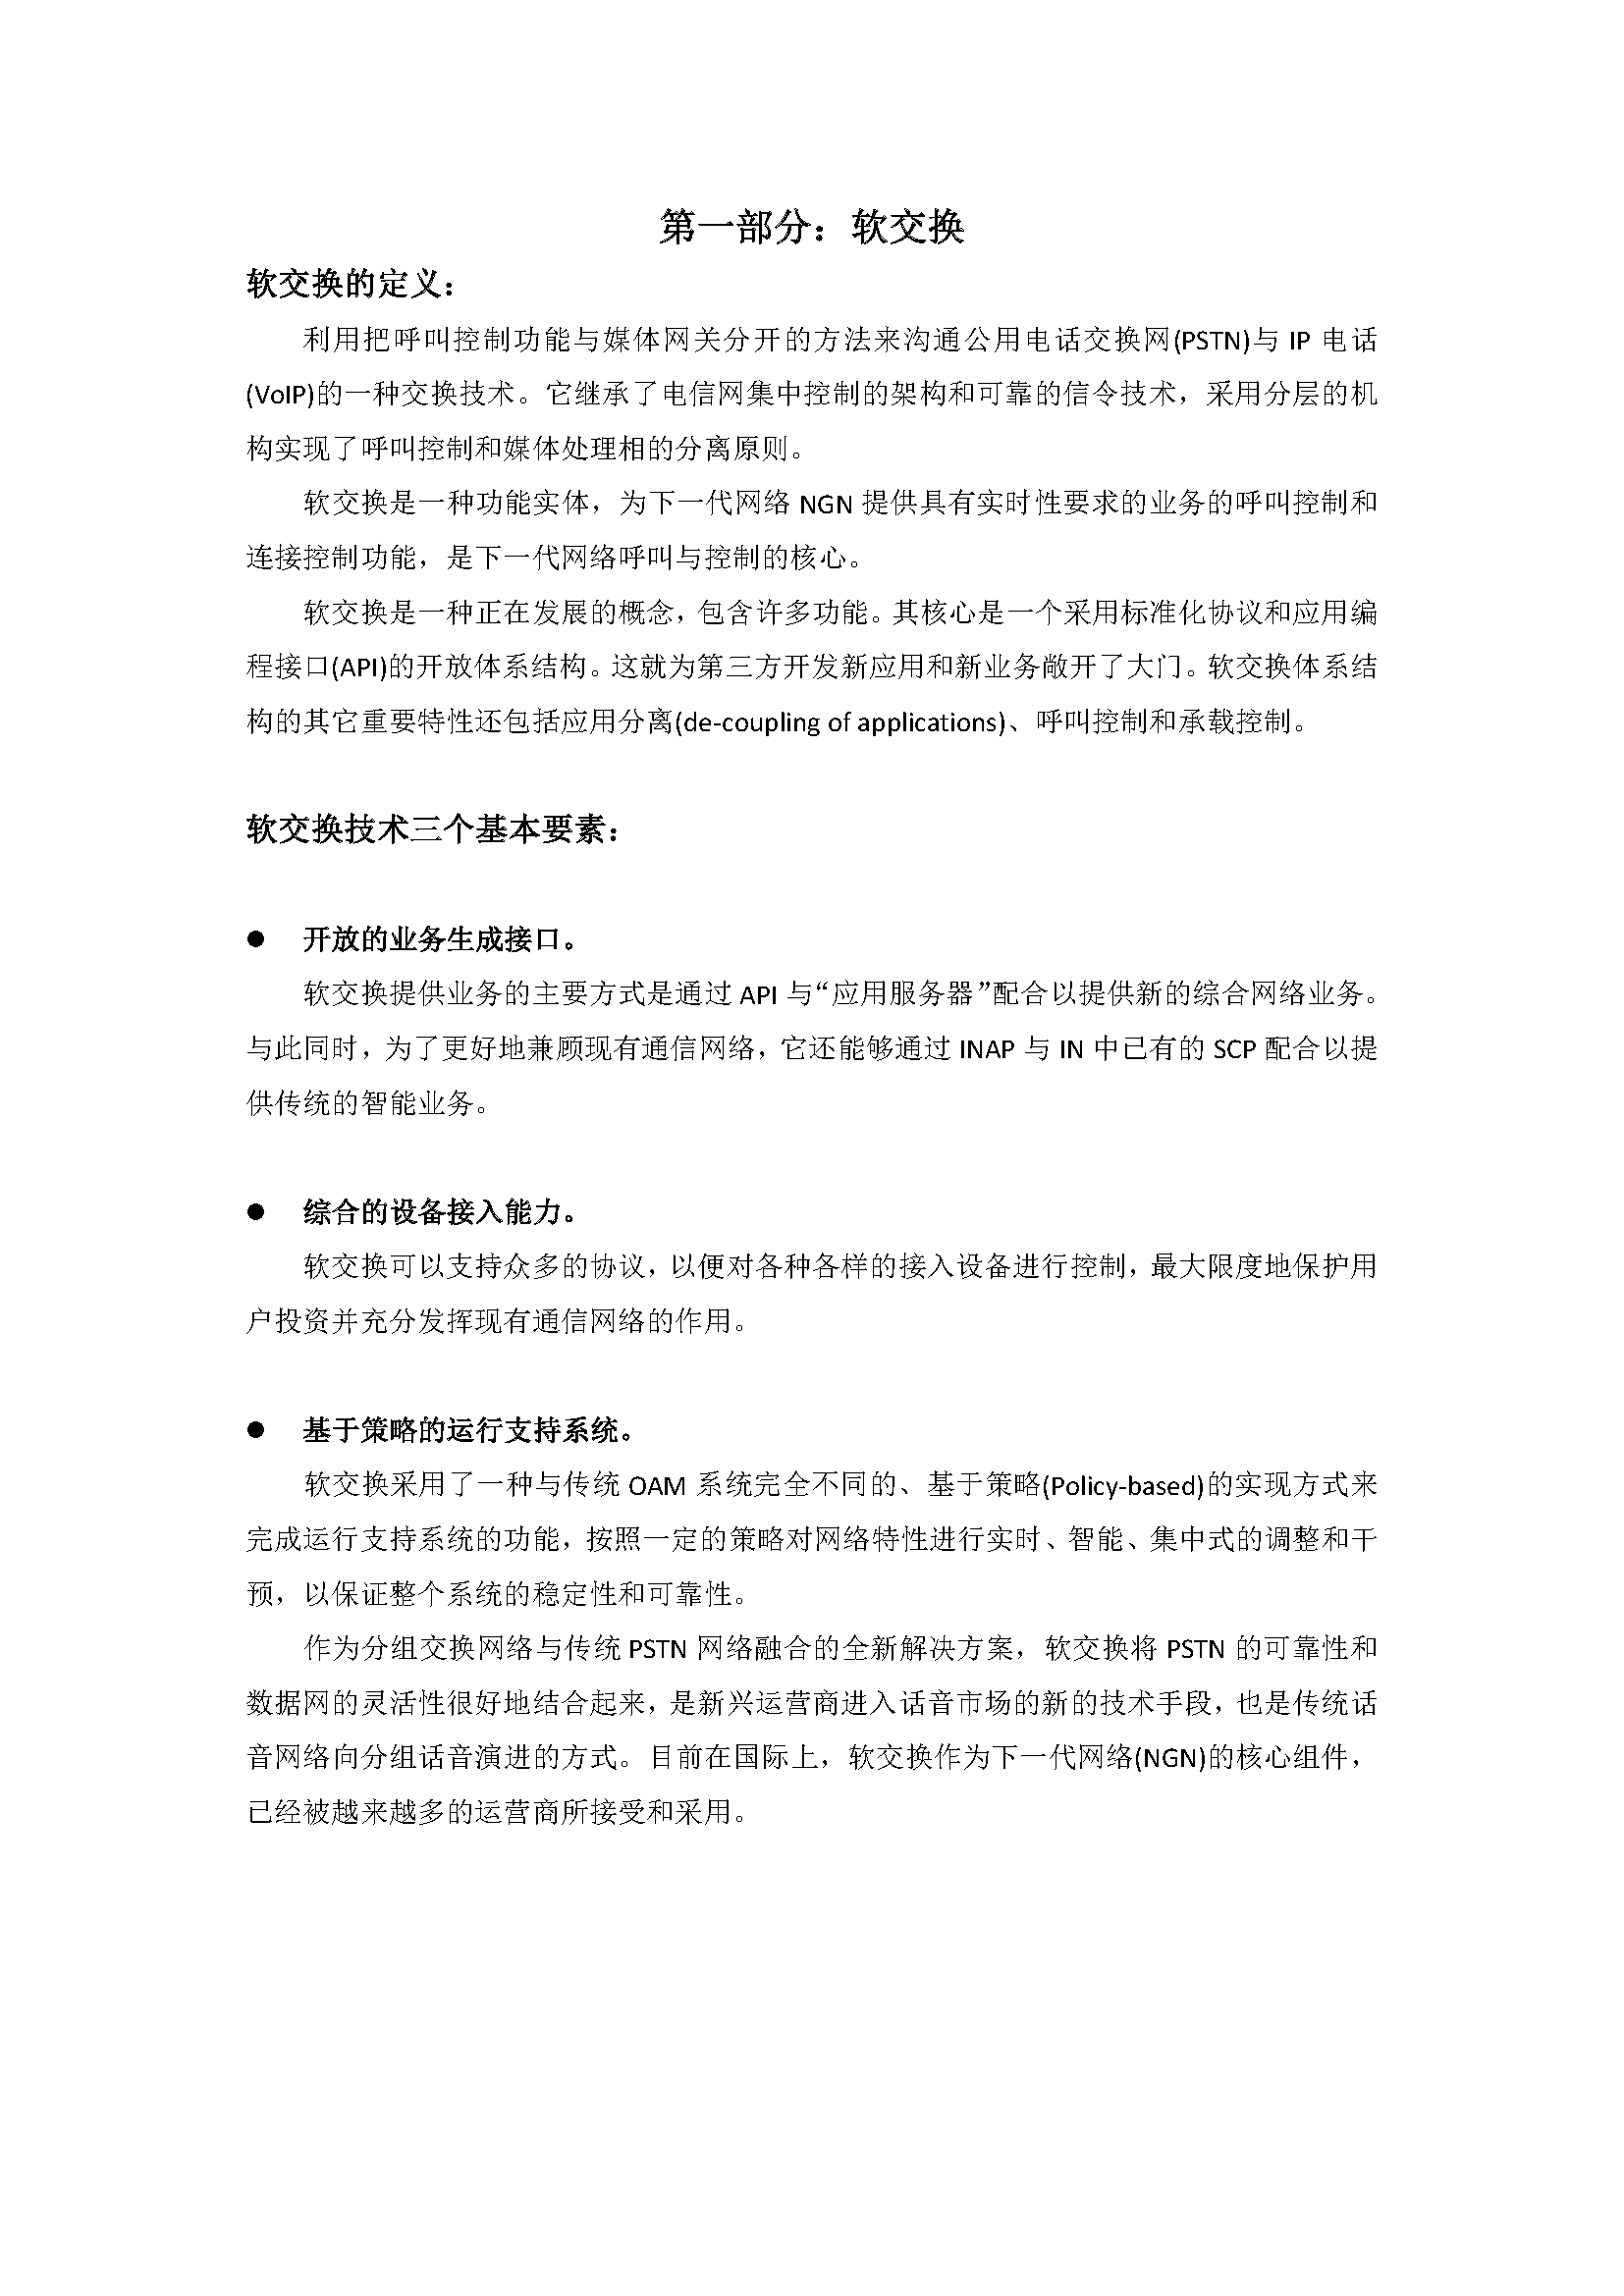 第一部分：软交换
软交换的定义：
利用把呼叫控制功能与媒体网关分开的方法来沟通公用电话交换网(PSTN)与 IP 电话
(VoIP)的一种交换技术。它继承了电信网集中控制的架构和可靠的信令技术，采用分层的机
构实现了呼叫控制和媒体处理相的分离原则。
软交换是一种功能实体，为下一代网络 NGN 提供具有实时性要求的业务的呼叫控制和
连接控制功能，是下一代网络呼叫与控制的核心。
软交换是一种正在发展的概念，包含许多功能。其核心是一个采用标准化协议和应用编
程接口(API)的开放体系结构。这就为第三方开发新应用和新业务敞开了大门。软交换体系结
构的其它重要特性还包括应用分离(de-coupling of applications)、呼叫控制和承载控制。
软交换技术三个基本要素：
● 开放的业务生成接口。
软交换提供业务的主要方式是通过 API 与“应用服务器”配合以提供新的综合网络业务。
与此同时，为了更好地兼顾现有通信网络，它还能够通过 INAP 与 IN 中已有的 SCP 配合以提
供传统的智能业务。
● 综合的设备接入能力。
软交换可以支持众多的协议，以便对各种各样的接入设备进行控制，最大限度地保护用
户投资并充分发挥现有通信网络的作用。
● 基于策略的运行支持系统。
软交换采用了一种与传统 OAM 系统完全不同的、基于策略(Policy-based)的实现方式来
完成运行支持系统的功能，按照一定的策略对网络特性进行实时、智能、集中式的调整和干
预，以保证整个系统的稳定性和可靠性。
作为分组交换网络与传统 PSTN 网络融合的全新解决方案，软交换将 PSTN 的可靠性和
数据网的灵活性很好地结合起来，是新兴运营商进入话音市场的新的技术手段，也是传统话
音网络向分组话音演进的方式。目前在国际上，软交换作为下一代网络(NGN)的核心组件，
已经被越来越多的运营商所接受和采用。